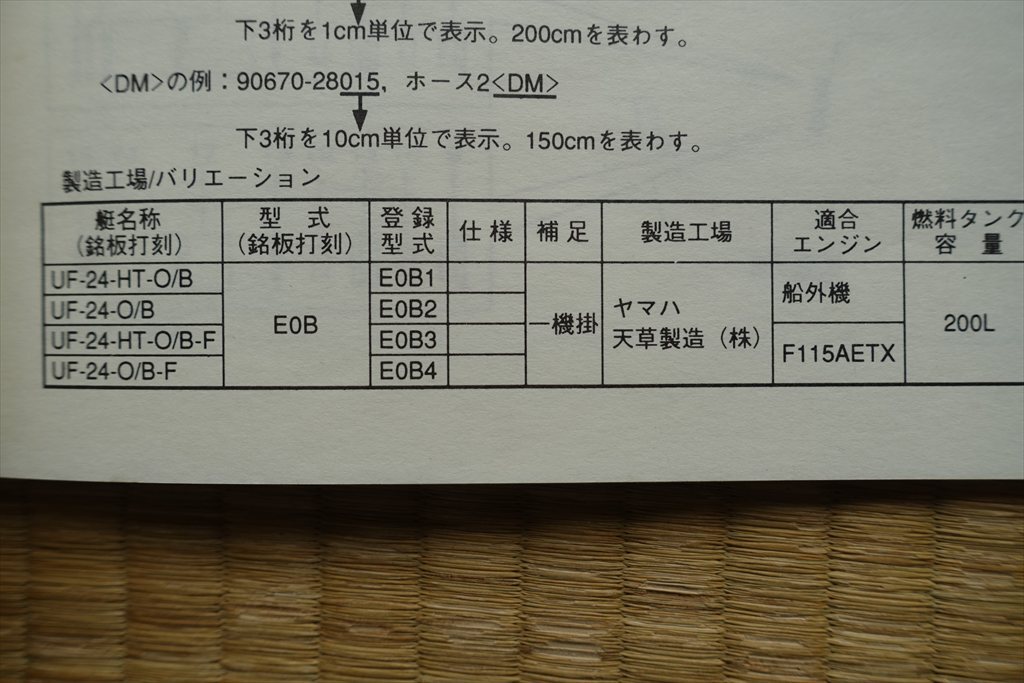 下3桁を1cm単位で表示。200cmを表わす。
<DM>の例：90670-28015，ホース2<DM>
下3桁を10cm単位で表示。150cmを表わす。
製造工場/バリエーション
艇名称（銘板打刻） 型式（銘板打刻） 登録型式 仕様 補足 製造工場 適合エンジン 燃料タンク容量
UF-24-HT-O/B E0B E0B1 一機掛 ヤマハ天草製造（株） 船外機 200L
UF-24-O/B E0B2
UF-24-HT-O/B-F E0B3 F115AETX
UF-24-O/B-F E0B4